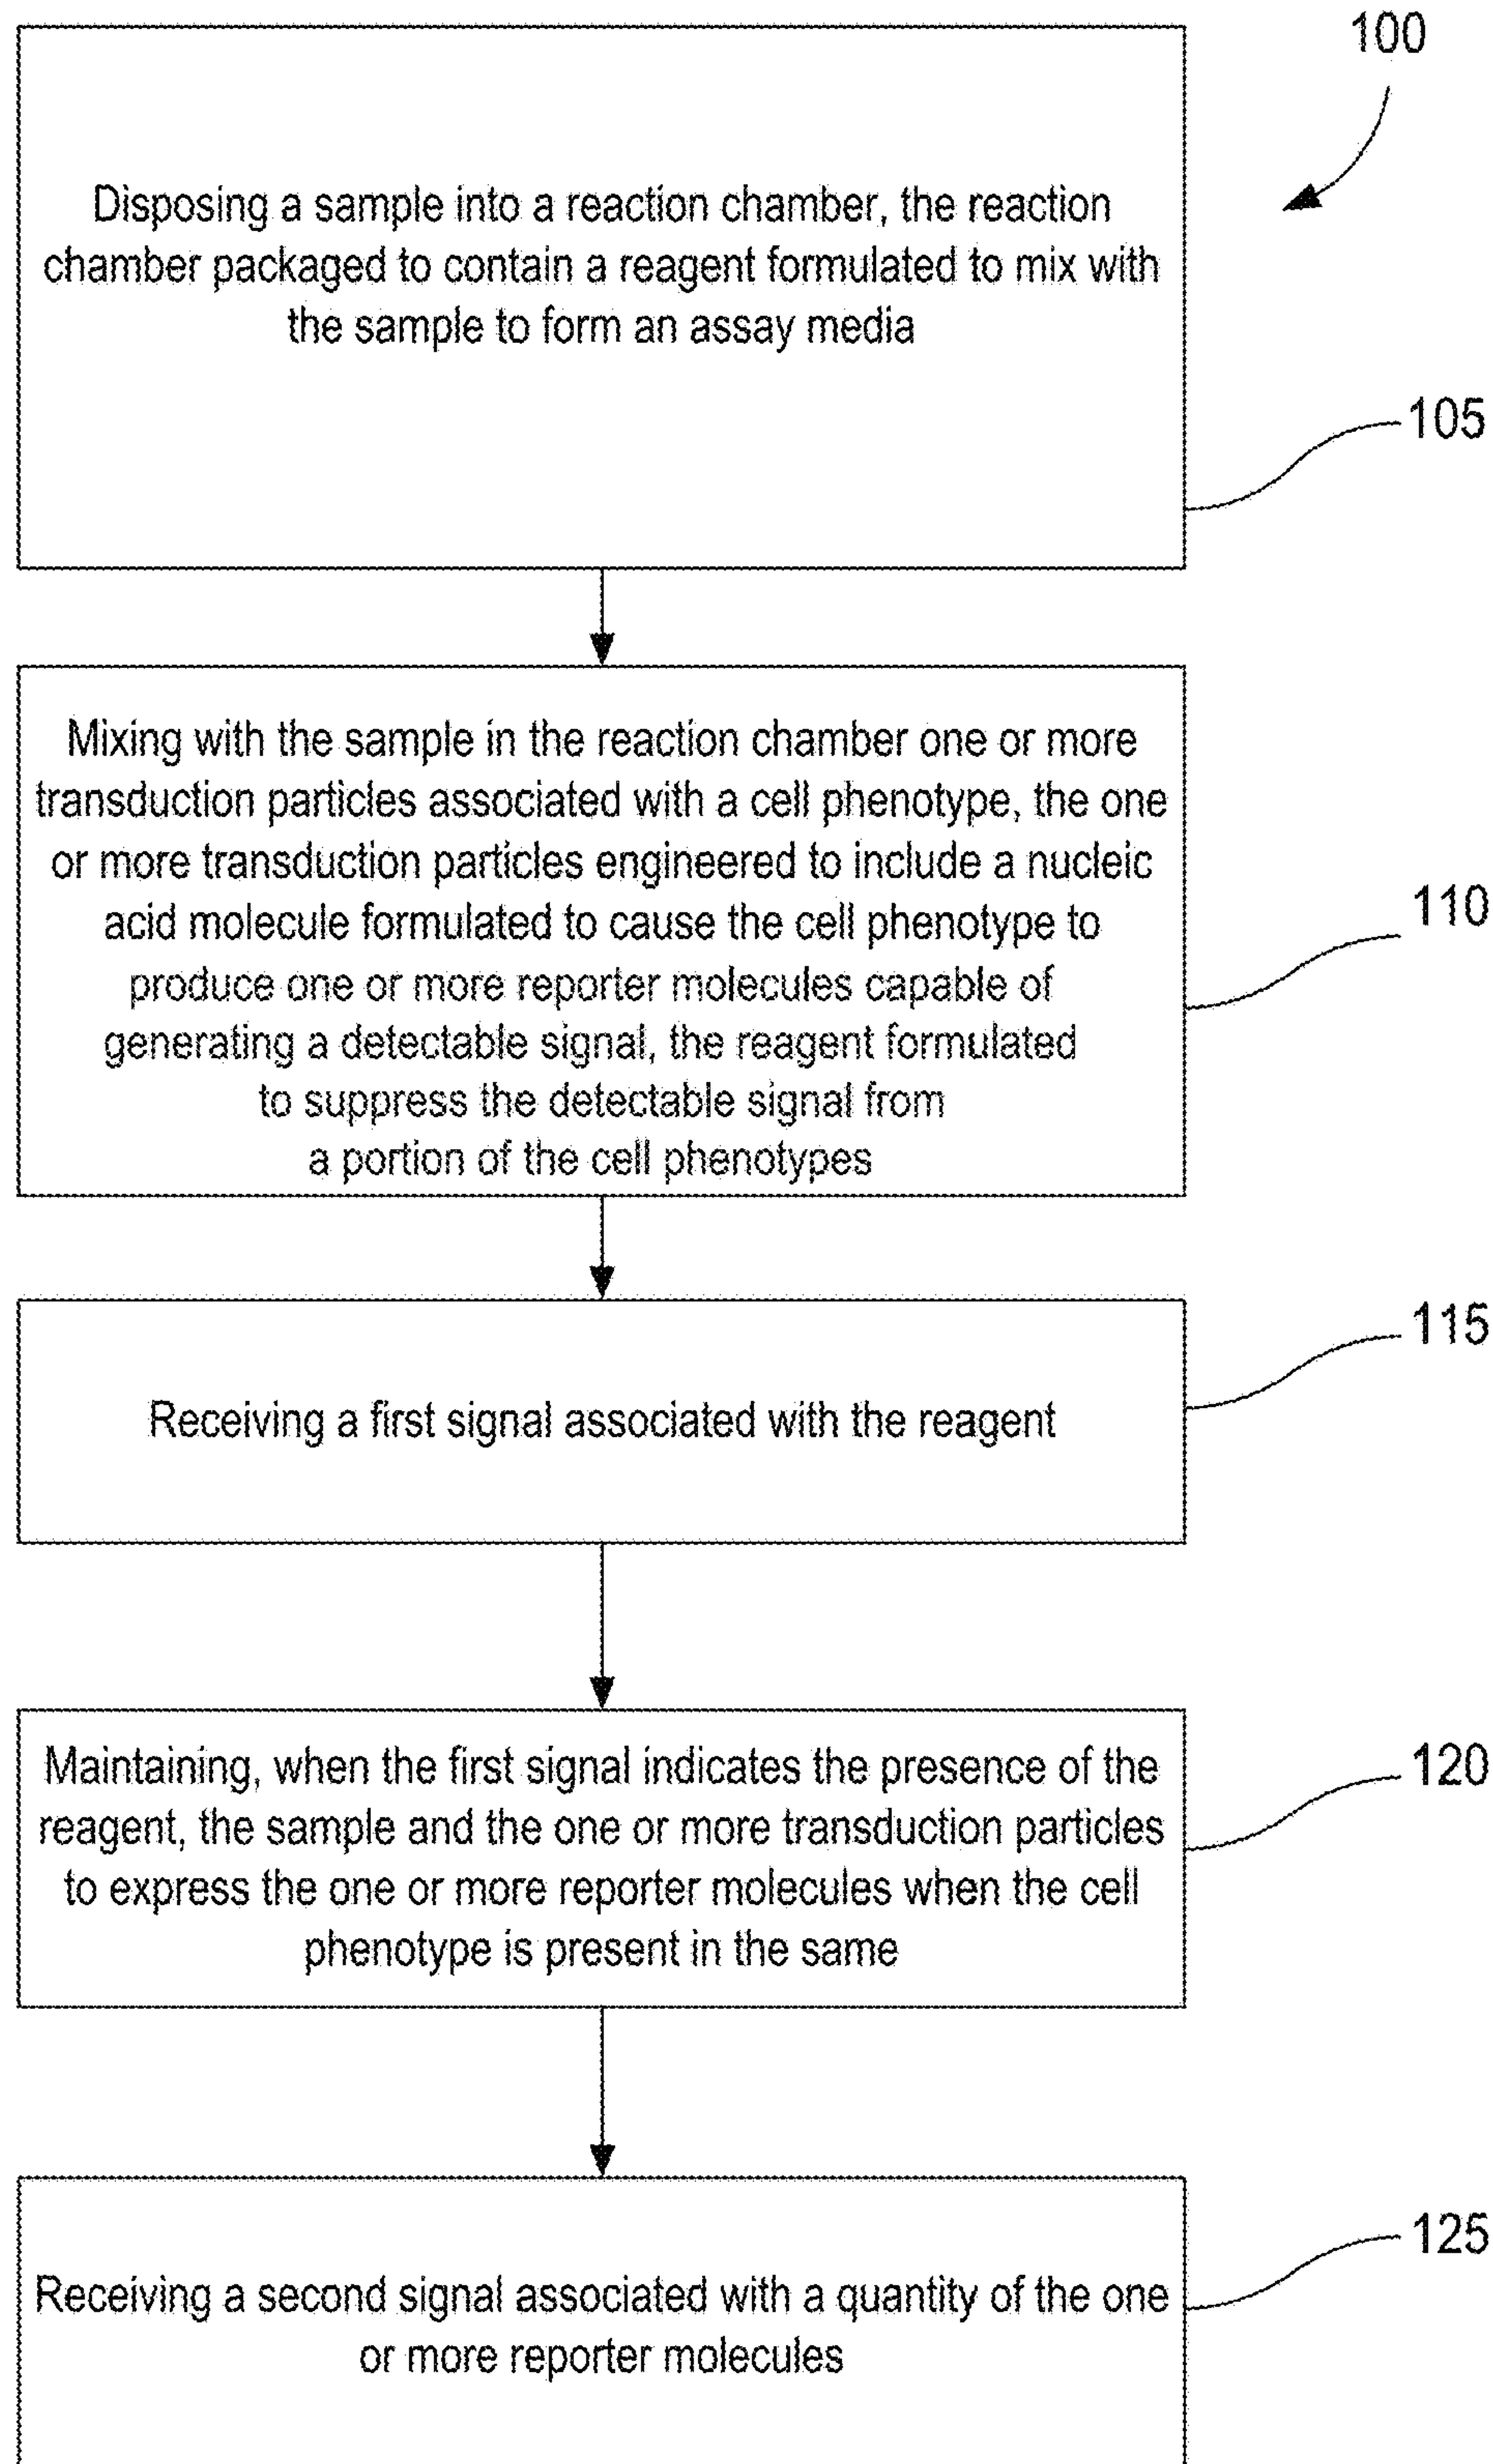 100
Disposing a sample into a reaction chamber, the reaction
chamber packaged to contain a reagent formulated to mix with
the sample to form an assay media
105
Mixing with the sample in the reaction chamber one or more
transduction particles associated with a cell phenotype, the one
or more transduction particles engineered to include a nucleic
acid molecule formulated to cause the cell phenotype to
produce one or more reporter molecules capable of
generating a detectable signal, the reagent formulated
to suppress the detectable signal from
a portion of the cell phenotypes
110
Receiving a first signal associated with the reagent
115
Maintaining, when the first signal indicates the presence of the
reagent, the sample and the one or more transduction particles
to express the one or more reporter molecules when the cell
phenotype is present in the same
120
Receiving a second signal associated with a quantity of the one
or more reporter molecules
125